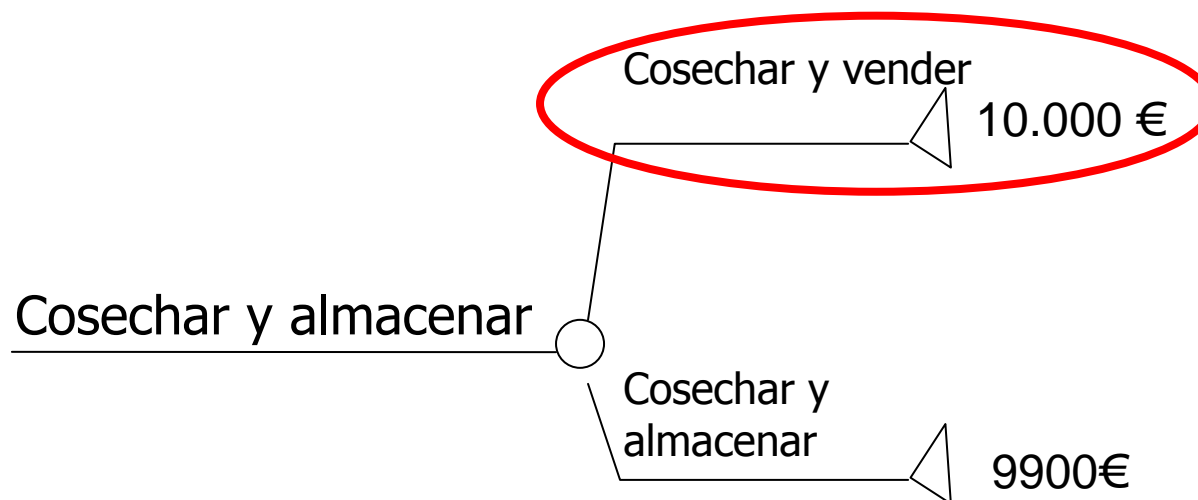 Cosechar y vender
10.000 €
Cosechar y almacenar
Cosechar y
almacenar
9900€